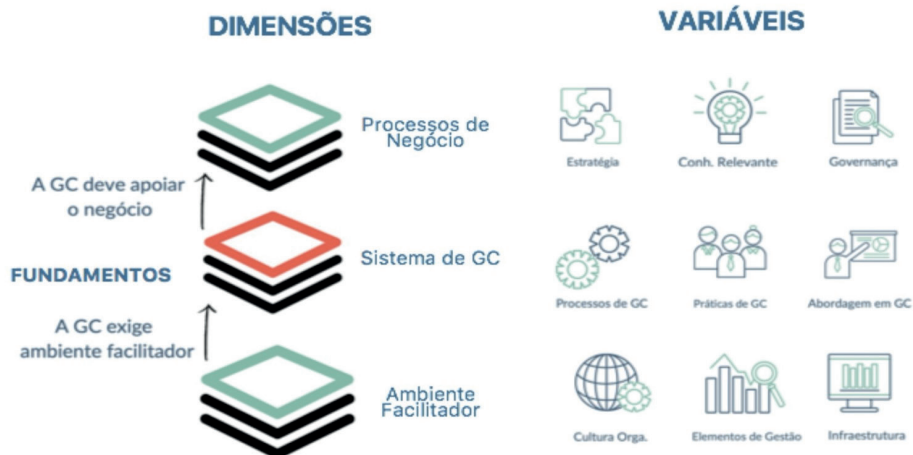 DIMENSÕES
VARIÁVEIS
Processos de
Negócio
Estratégia
Conh. Relevante
Governança
A GC deve apoiar
o negócio
FUNDAMENTOS
Sistema de GC
Processos de GC
Práticas de GC
Abordagem em GC
A GC exige
ambiente facilitador
Ambiente
Facilitador
Cultura Orga.
Elementos de Gestão
Infraestrutura